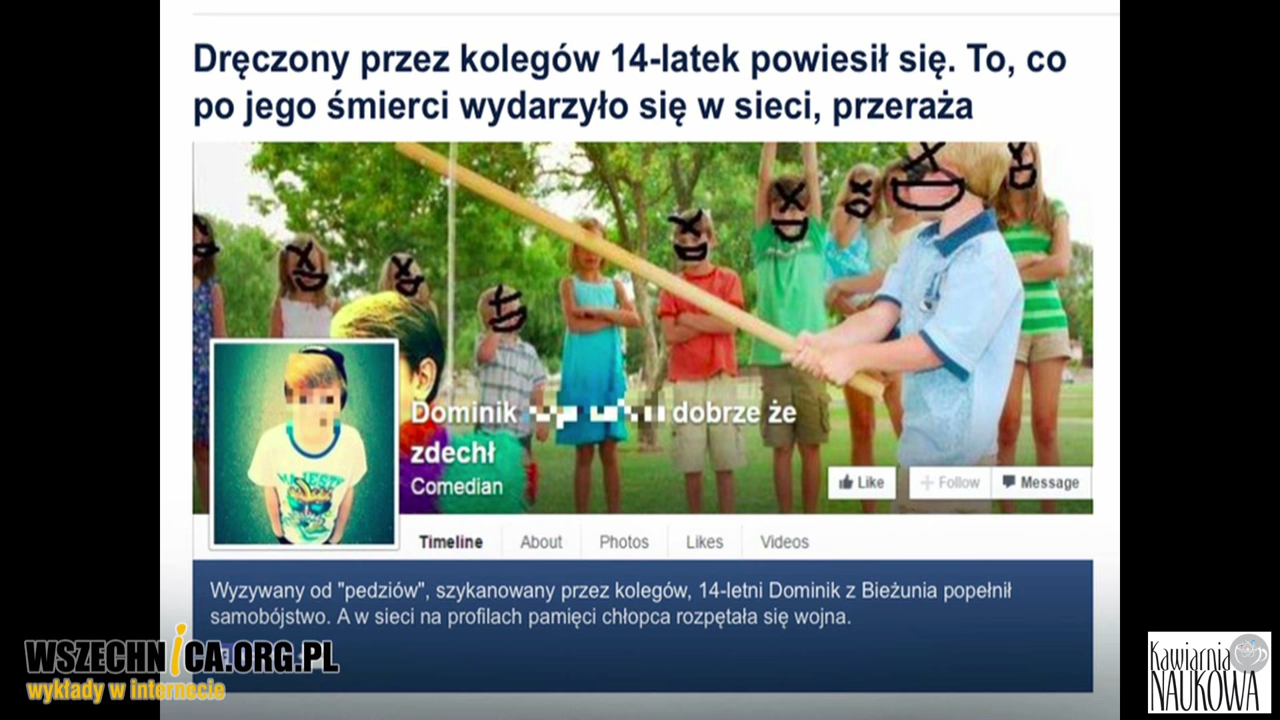 Dręczony przez kolegów 14-latek powiesił się. To, co
po jego śmierci wydarzyło się w sieci, przeraża
Dominik dobrze że
zdechł
Comedian
Like
Follow
Message
Timeline
About
Photos
Likes
Videos
Wyzywany od "pedziów", szykanowany przez kolegów, 14-letni Dominik z Bieżunia popełnił
samobójstwo. A w sieci na profilach pamięci chłopca rozpętała się wojna.
WSZECHNICA.ORG.PL
wykłady w internecie
Kawiarnia
NAUKOWA